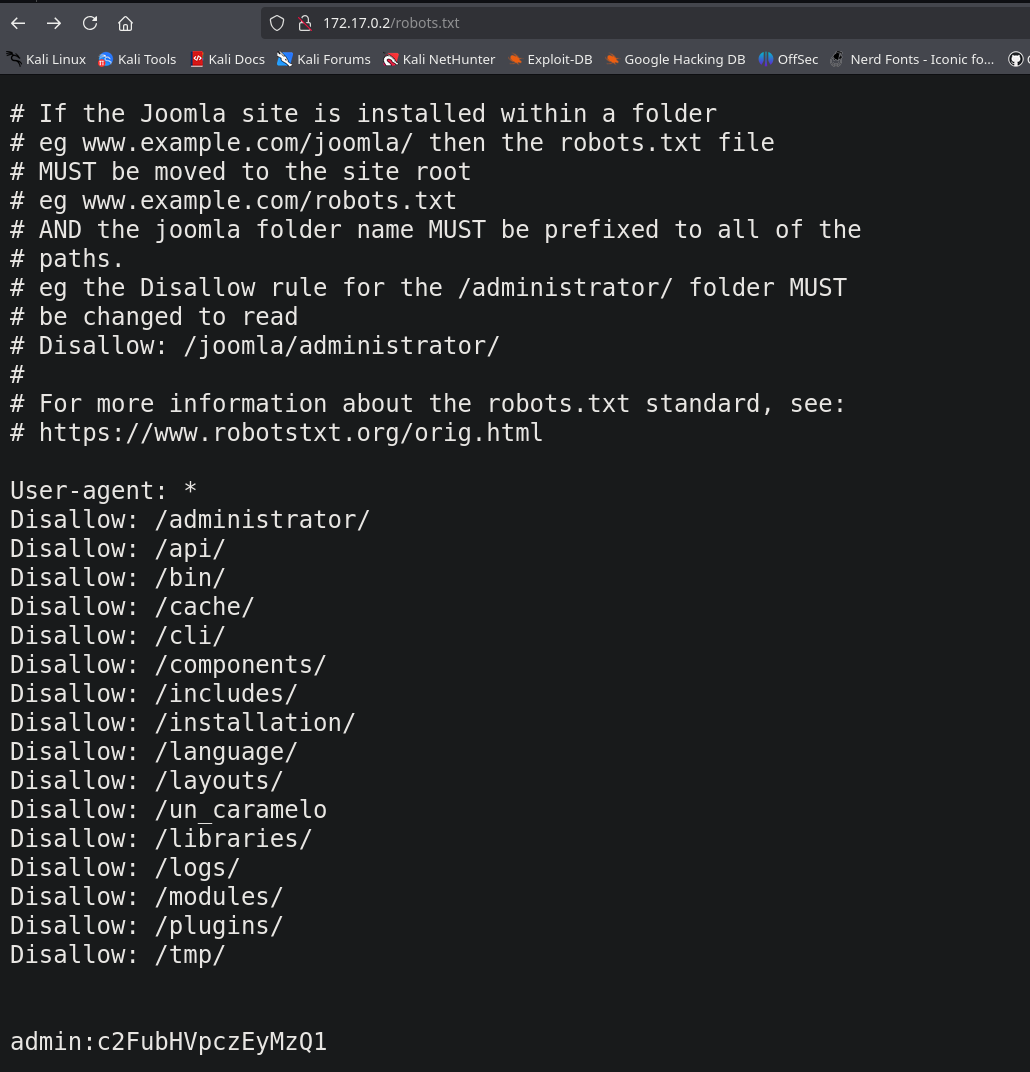 172.17.0.2/robots.txt
Kali Linux Kali Tools Kali Docs Kali Forums Kali NetHunter Exploit-DB Google Hacking DB OffSec Nerd Fonts - Iconic fo...
# If the Joomla site is installed within a folder
# eg www.example.com/joomla/ then the robots.txt file
# MUST be moved to the site root
# eg www.example.com/robots.txt
# AND the joomla folder name MUST be prefixed to all of the
# paths.
# eg the Disallow rule for the /administrator/ folder MUST
# be changed to read
# Disallow: /joomla/administrator/
#
# For more information about the robots.txt standard, see:
# https://www.robotstxt.org/orig.html
User-agent: *
Disallow: /administrator/
Disallow: /api/
Disallow: /bin/
Disallow: /cache/
Disallow: /cli/
Disallow: /components/
Disallow: /includes/
Disallow: /installation/
Disallow: /language/
Disallow: /layouts/
Disallow: /un_caramelo
Disallow: /libraries/
Disallow: /logs/
Disallow: /modules/
Disallow: /plugins/
Disallow: /tmp/
admin:c2FubHVpczEyMzQ1